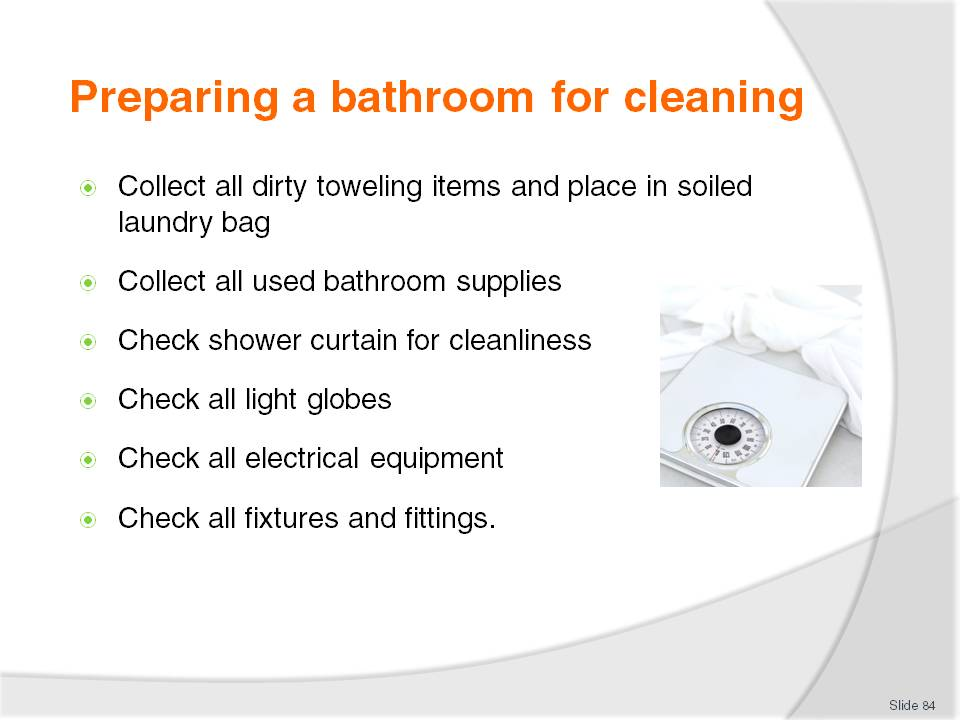 Preparing a bathroom for cleaning
Collect all dirty toweling items and place in soiled
laundry bag
Collect all used bathroom supplies
Check shower curtain for cleanliness
Check all light globes
Check all electrical equipment
Check all fixtures and fittings.
Slide 84